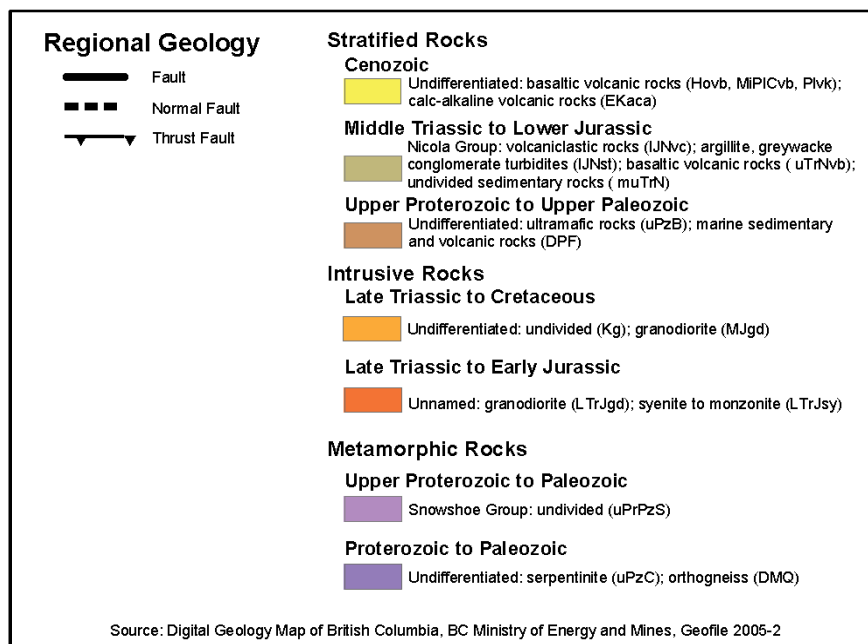 Regional Geology
Fault
Normal Fault
Thrust Fault
Stratified Rocks
Cenozoic
Undifferentiated: basaltic volcanic rocks (Hovb, MiPlCvb, Plvk);
calc-alkaline volcanic rocks (EKaca)
Middle Triassic to Lower Jurassic
Nicola Group: volcaniclastic rocks (lJNvc); argillite, greywacke
conglomerate turbidites (lJNst); basaltic volcanic rocks ( uTrNvb);
undivided sedimentary rocks ( muTrN)
Upper Proterozoic to Upper Paleozoic
Undifferentiated: ultramafic rocks (uPzB); marine sedimentary
and volcanic rocks (DPF)
Intrusive Rocks
Late Triassic to Cretaceous
Undifferentiated: undivided (Kg); granodiorite (MJgd)
Late Triassic to Early Jurassic
Unnamed: granodiorite (LTrJgd); syenite to monzonite (LTrJsy)
Metamorphic Rocks
Upper Proterozoic to Paleozoic
Snowshoe Group: undivided (uPrPzS)
Proterozoic to Paleozoic
Undifferentiated: serpentinite (uPzC); orthogneiss (DMQ)
Source: Digital Geology Map of British Columbia, BC Ministry of Energy and Mines, Geofile 2005-2